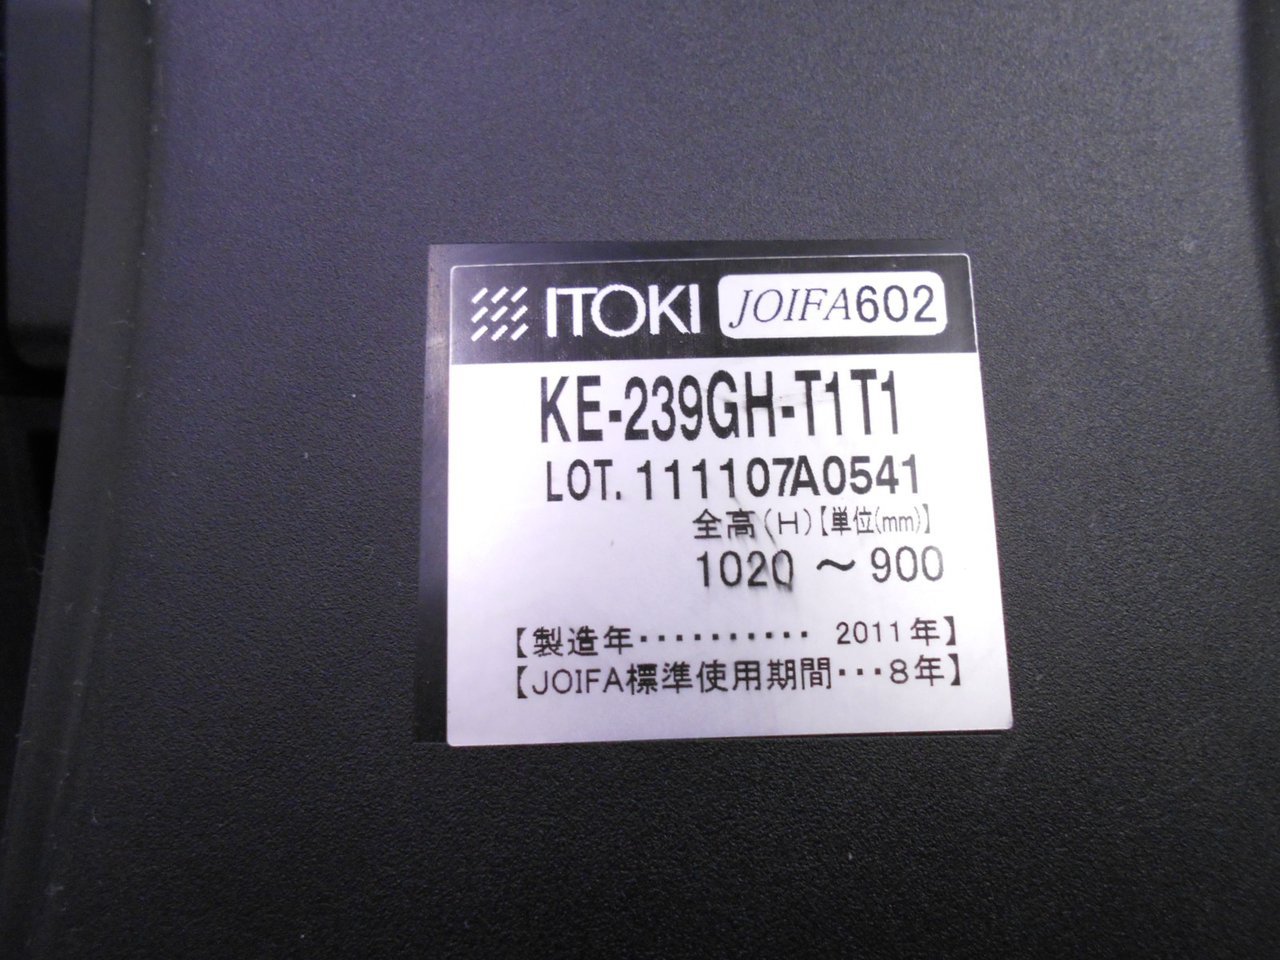 ITOKI JOIFA602
KE-239GH-T1T1
LOT. 111107A0541
全高(H)【単位(mm)】
1020 ～ 900
【製造年･･････････ 2011年】
【JOIFA標準使用期間･･･8年】